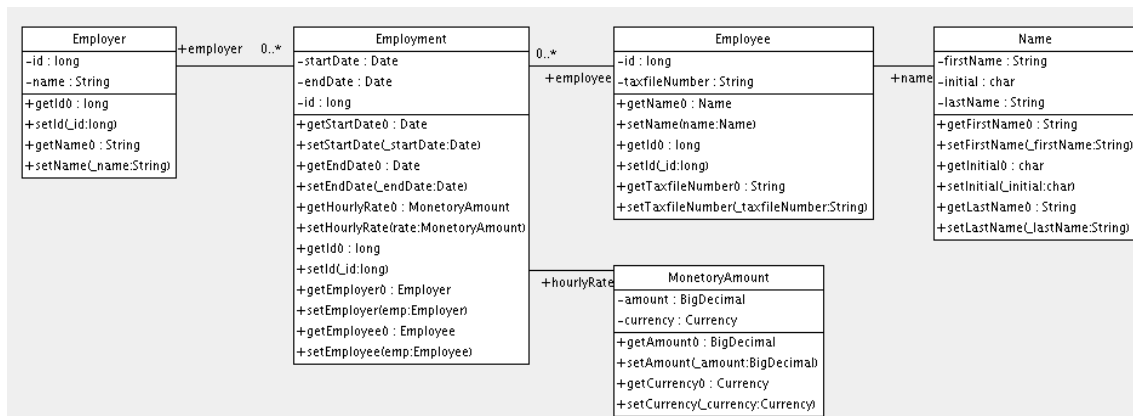 Employer
-id : long
-name : String
+getId() : long
+setId(_id:long)
+getName() : String
+setName(_name:String)
+employer
0..*
Employment
-startDate : Date
-endDate : Date
-id : long
+getStartDate() : Date
+setStartDate(_startDate:Date)
+getEndDate() : Date
+setEndDate(_endDate:Date)
+getHourlyRate() : MonetoryAmount
+setHourlyRate(rate:MonetoryAmount)
+getId() : long
+setId(_id:long)
+getEmployer() : Employer
+setEmployer(emp:Employer)
+getEmployee() : Employee
+setEmployee(emp:Employee)
0..*
+employee
Employee
-id : long
-taxfileNumber : String
+getName() : Name
+setName(name:Name)
+getId() : long
+setId(_id:long)
+getTaxfileNumber() : String
+setTaxfileNumber(_taxfileNumber:String)
+name
Name
-firstName : String
-initial : char
-lastName : String
+getFirstName() : String
+setFirstName(_firstName:String)
+getInitial() : char
+setInitial(_initial:char)
+getLastName() : String
+setLastName(_lastName:String)
+hourlyRate
MonetoryAmount
-amount : BigDecimal
-currency : Currency
+getAmount() : BigDecimal
+setAmount(_amount:BigDecimal)
+getCurrency() : Currency
+setCurrency(_currency:Currency)